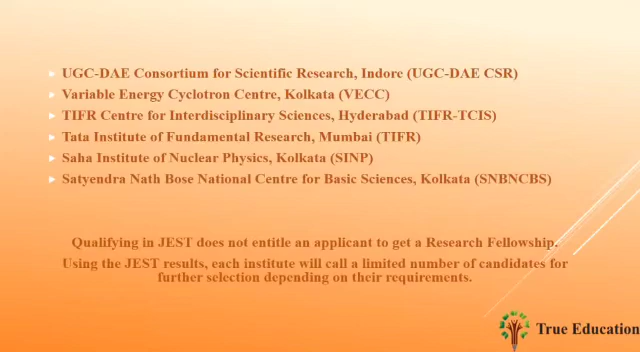 UGC-DAE Consortium for Scientific Research, Indore (UGC-DAE CSR)
Variable Energy Cyclotron Centre, Kolkata (VECC)
TIFR Centre for Interdisciplinary Sciences, Hyderabad (TIFR-TCIS)
Tata Institute of Fundamental Research, Mumbai (TIFR)
Saha Institute of Nuclear Physics, Kolkata (SINP)
Satyendra Nath Bose National Centre for Basic Sciences, Kolkata (SNBNCBS)
Qualifying in JEST does not entitle an applicant to get a Research Fellowship.
Using the JEST results, each institute will call a limited number of candidates for
further selection depending on their requirements.
True Education